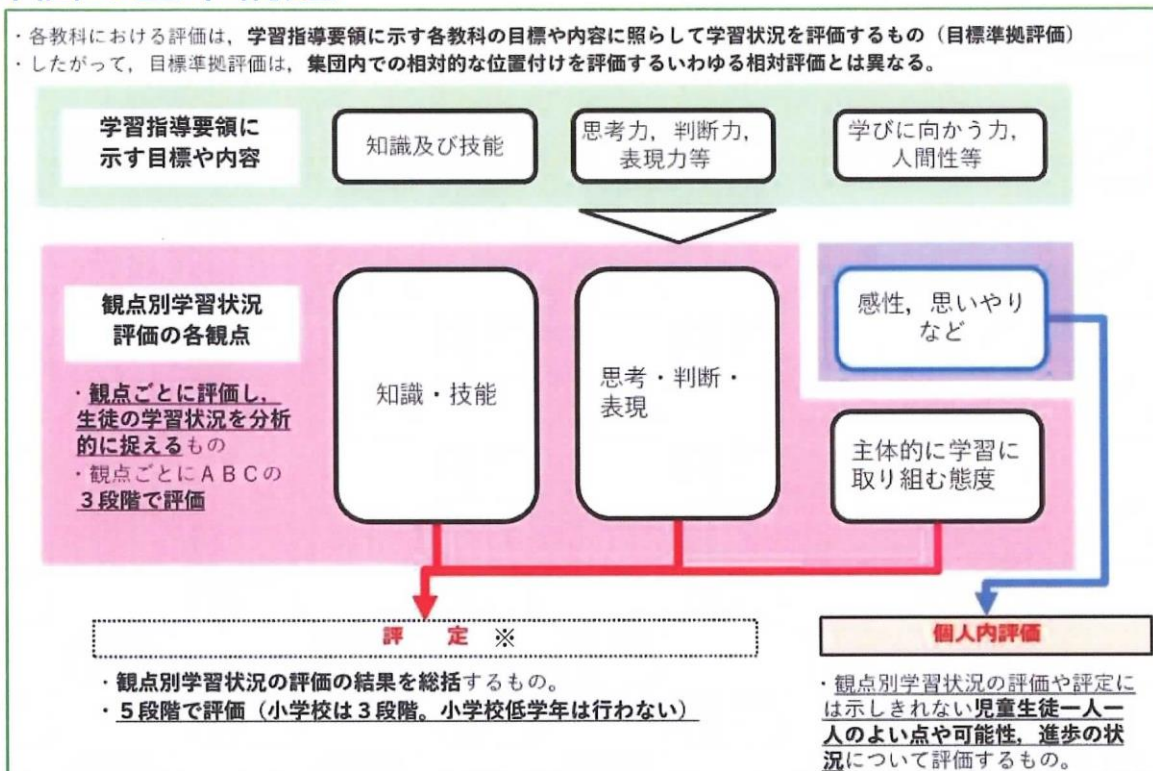 ・各教科における評価は，学習指導要領に示す各教科の目標や内容に照らして学習状況を評価するもの（目標準拠評価）
・したがって，目標準拠評価は，集団内での相対的な位置付けを評価するいわゆる相対評価とは異なる。
学習指導要領に
示す目標や内容
知識及び技能
思考力，判断力，
表現力等
学びに向かう力，
人間性等
観点別学習状況
評価の各観点
・観点ごとに評価し，
生徒の学習状況を分析
的に捉えるもの
・観点ごとにＡＢＣの
３段階で評価
知識・技能
思考・判断・
表現
感性，思いやり
など
主体的に学習に
取り組む態度
評　定　※
・観点別学習状況の評価の結果を総括するもの。
・５段階で評価（小学校は３段階。小学校低学年は行わない）
個人内評価
・観点別学習状況の評価や評定に
は示しきれない児童生徒一人一
人のよい点や可能性，進歩の状
況について評価するもの。